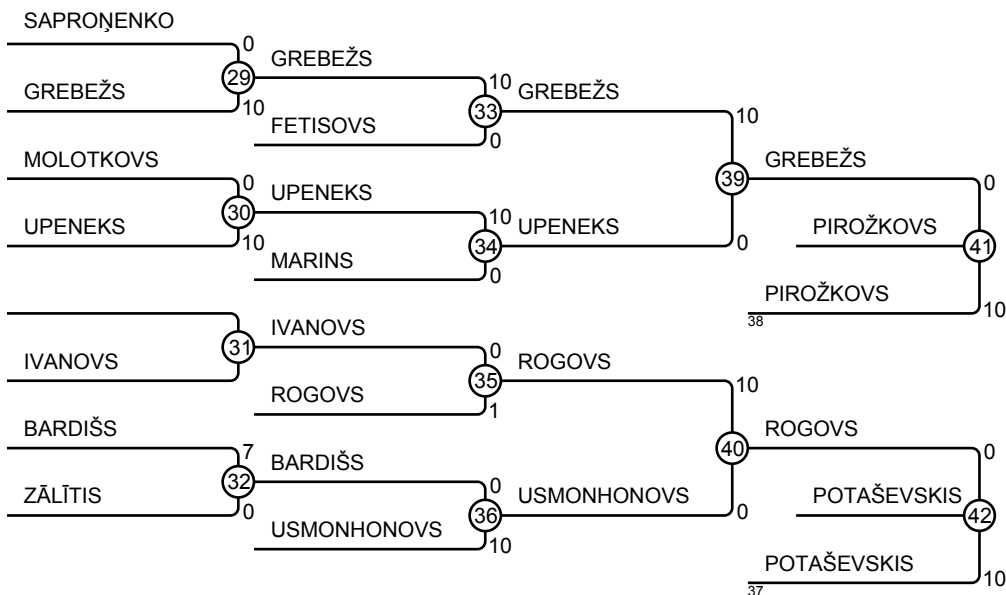 SAPROŅENKO
0
GREBEŽS
29
10
GREBEŽS
10
GREBEŽS
33
10
FETISOVS
0
MOLOTKOVS
0
GREBEŽS
0
39
UPENEKS
30
UPENEKS
10
UPENEKS
10
34
0
PIROŽKOVS
41
MARINS
0
PIROŽKOVS
10
38
IVANOVS
0
31
IVANOVS
ROGOVS
35
10
ROGOVS
1
BARDIŠS
7
ROGOVS
0
40
BARDIŠS
0
32
ZĀLĪTIS
0
USMONHONOVS
36
0
POTAŠEVSKIS
42
USMONHONOVS
10
POTAŠEVSKIS
10
37